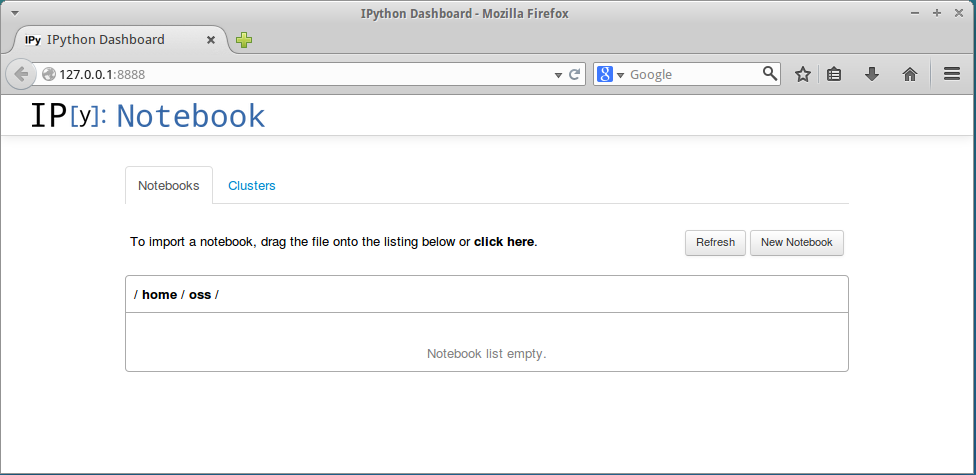 IPython Dashboard - Mozilla Firefox
IPy IPython Dashboard
127.0.0.1:8888
Google
IP[y]: Notebook
Notebooks Clusters
To import a notebook, drag the file onto the listing below or click here. Refresh New Notebook
/ home / oss /
Notebook list empty.